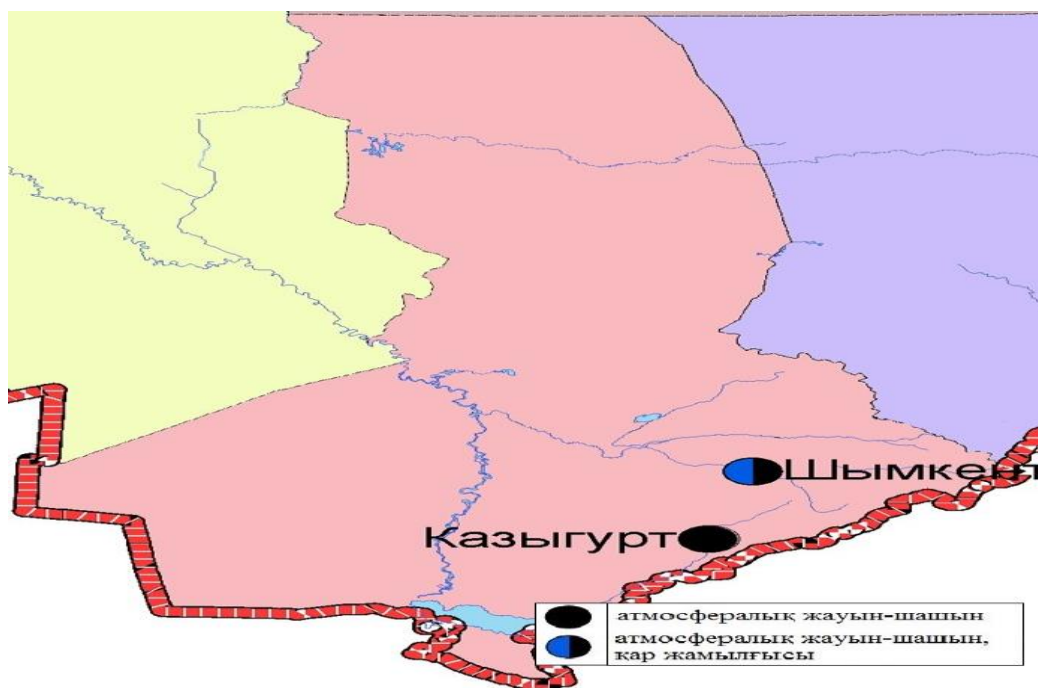 Шымкент
Казыгурт
атмосфералық жауын-шашын
атмосфералық жауын-шашын,
қар жамылғысы